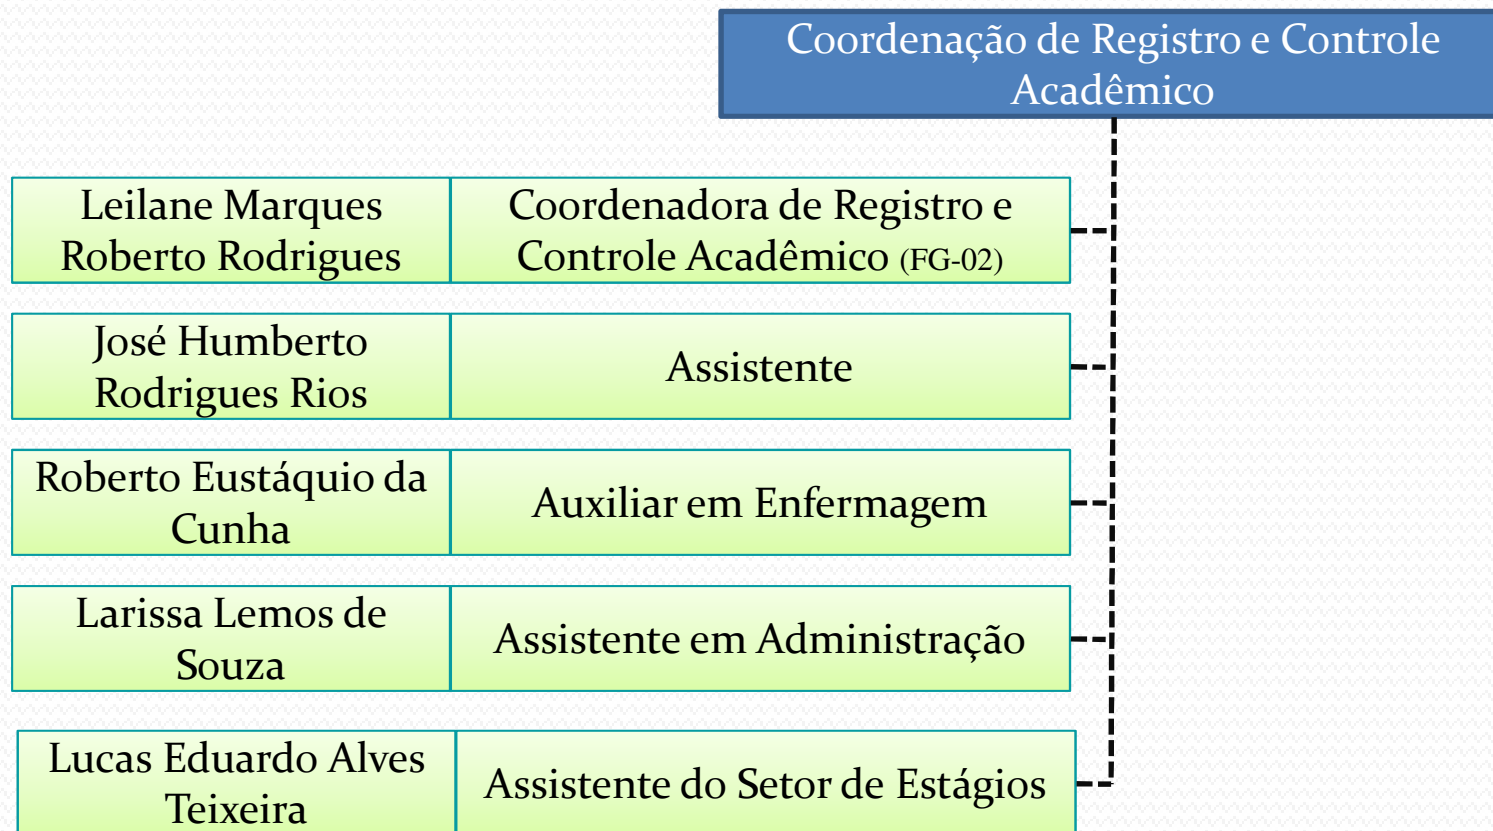 Coordenação de Registro e Controle
Acadêmico
Leilane Marques
Roberto Rodrigues
Coordenadora de Registro e
Controle Acadêmico (FG-02)
José Humberto
Rodrigues Rios
Assistente
Roberto Eustáquio da
Cunha
Auxiliar em Enfermagem
Larissa Lemos de
Souza
Assistente em Administração
Lucas Eduardo Alves
Teixeira
Assistente do Setor de Estágios